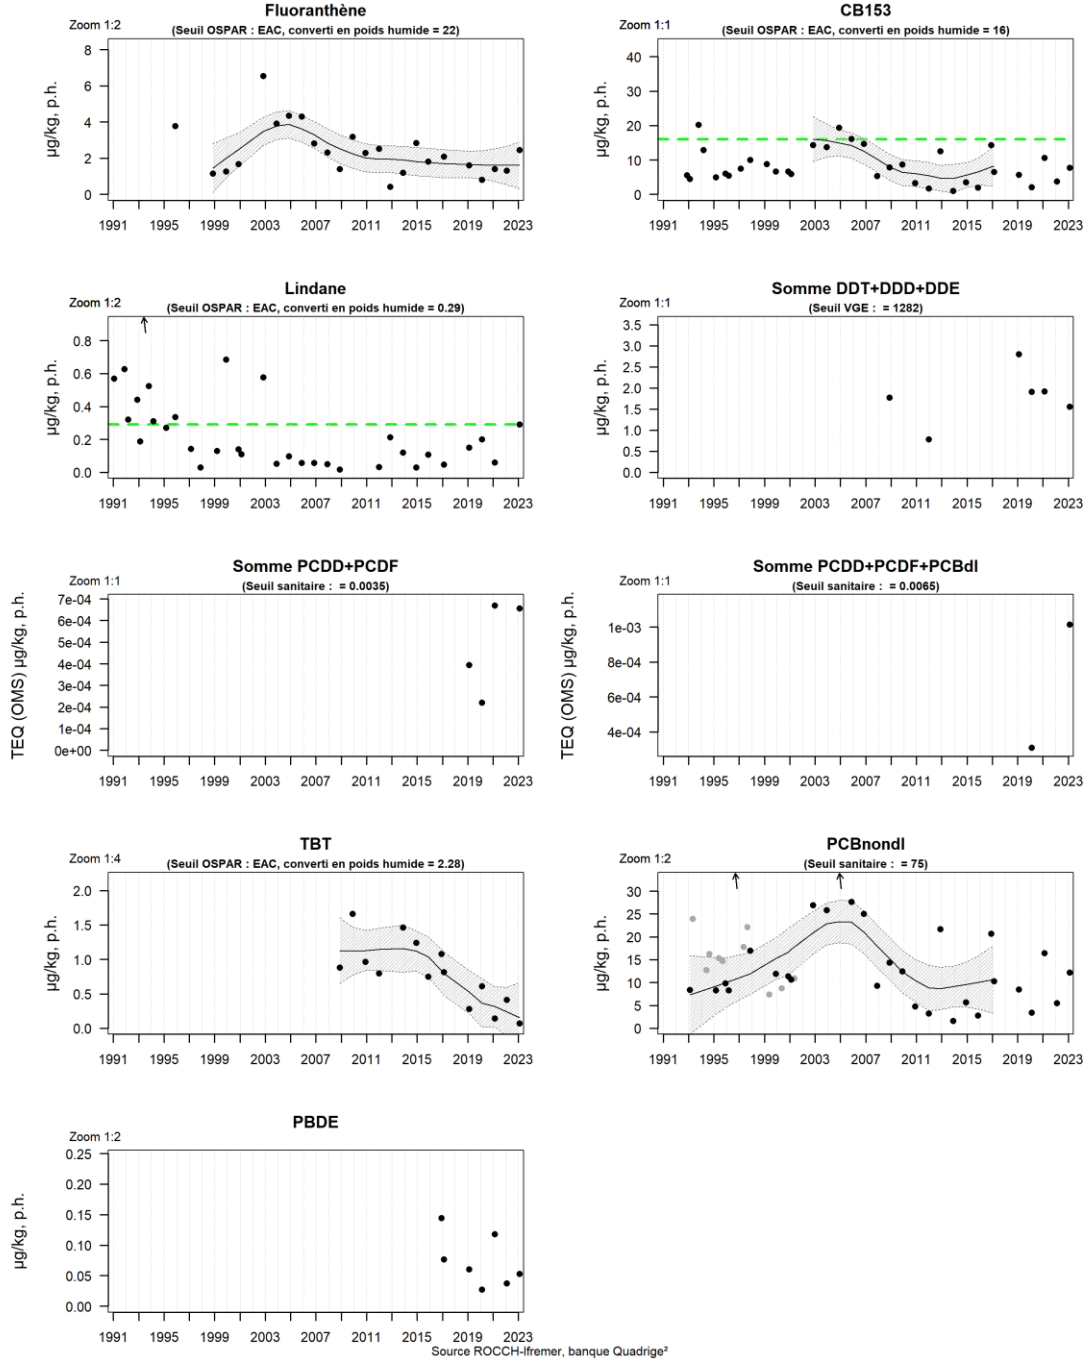 Fluoranthène
Zoom 1:2
(Seuil OSPAR : EAC, converti en poids humide = 22)
µg/kg, p.h.
8
6
4
2
0
1991 1995 1999 2003 2007 2011 2015 2019 2023
CB153
Zoom 1:1
(Seuil OSPAR : EAC, converti en poids humide = 16)
µg/kg, p.h.
40
30
20
10
0
1991 1995 1999 2003 2007 2011 2015 2019 2023
Lindane
Zoom 1:2
(Seuil OSPAR : EAC, converti en poids humide = 0.29)
µg/kg, p.h.
0.8
0.6
0.4
0.2
0.0
1991 1995 1999 2003 2007 2011 2015 2019 2023
Somme DDT+DDD+DDE
Zoom 1:1
(Seuil VGE : = 1282)
µg/kg, p.h.
3.5
3.0
2.5
2.0
1.5
1.0
0.5
0.0
1991 1995 1999 2003 2007 2011 2015 2019 2023
Somme PCDD+PCDF
Zoom 1:1
(Seuil sanitaire : = 0.0035)
TEQ (OMS) µg/kg, p.h.
7e-04
6e-04
5e-04
4e-04
3e-04
2e-04
1e-04
0e+00
1991 1995 1999 2003 2007 2011 2015 2019 2023
Somme PCDD+PCDF+PCBdl
Zoom 1:1
(Seuil sanitaire : = 0.0065)
TEQ (OMS) µg/kg, p.h.
1e-03
8e-04
6e-04
4e-04
1991 1995 1999 2003 2007 2011 2015 2019 2023
TBT
Zoom 1:4
(Seuil OSPAR : EAC, converti en poids humide = 2.28)
µg/kg, p.h.
2.0
1.5
1.0
0.5
0.0
1991 1995 1999 2003 2007 2011 2015 2019 2023
PCBnondl
Zoom 1:2
(Seuil sanitaire : = 75)
µg/kg, p.h.
30
25
20
15
10
5
0
1991 1995 1999 2003 2007 2011 2015 2019 2023
PBDE
Zoom 1:2
µg/kg, p.h.
0.25
0.20
0.15
0.10
0.05
0.00
1991 1995 1999 2003 2007 2011 2015 2019 2023
Source ROCCH-Ifremer, banque Quadrige²